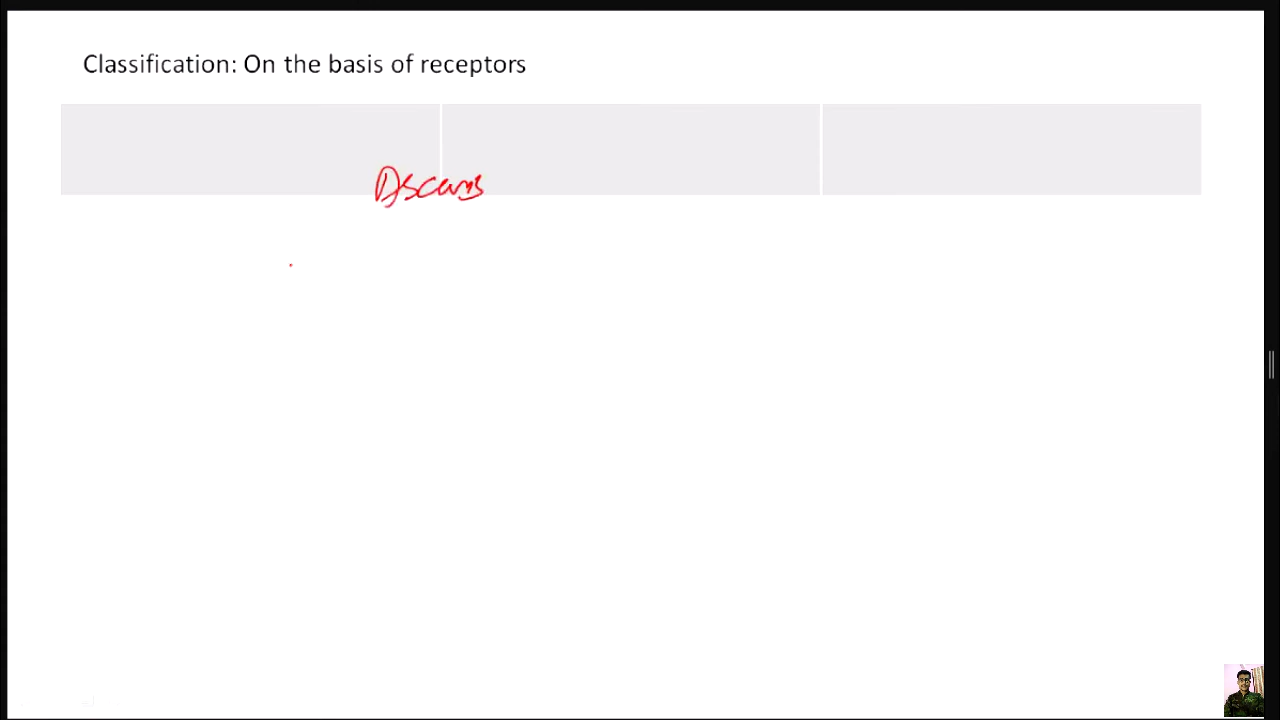 Classification: On the basis of receptors